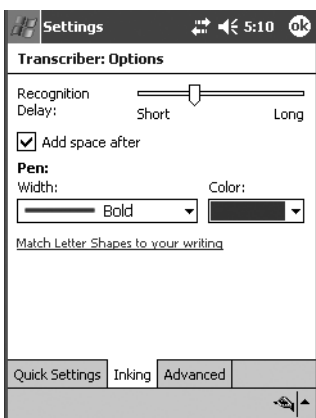 Settings 5:10 ok
Transcriber: Options
Recognition
Delay:
Short Long
Add space after
Pen:
Width: Color:
Bold
Match Letter Shapes to your writing
Quick Settings Inking Advanced